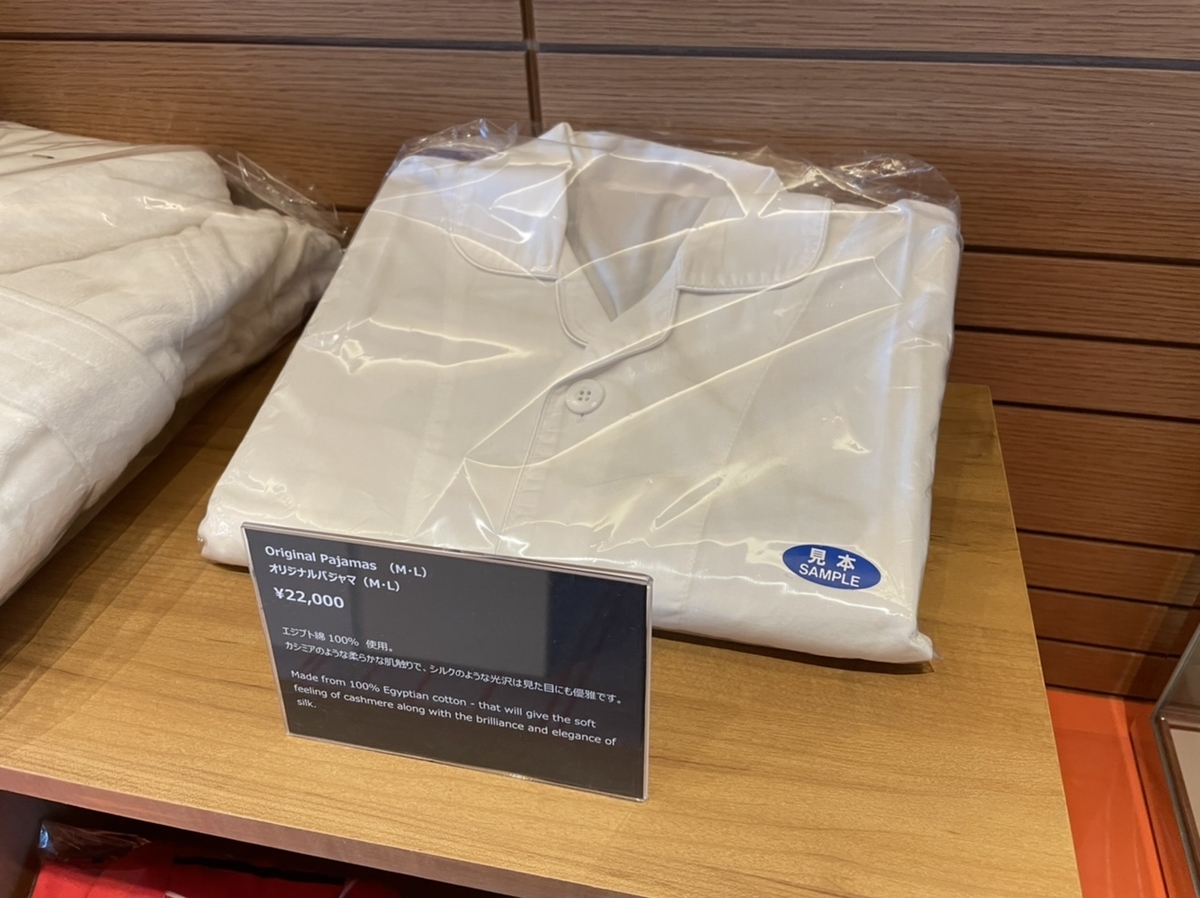 Original Pajamas （M・L）
オリジナルパジャマ（M・L）
¥22,000
エジプト綿 100%　使用。
カシミアのような柔らかな肌触りで、シルクのような光沢は見た目にも優雅です。
Made from 100% Egyptian cotton - that will give the soft
feeling of cashmere along with the brilliance and elegance of
silk.
見本
SAMPLE